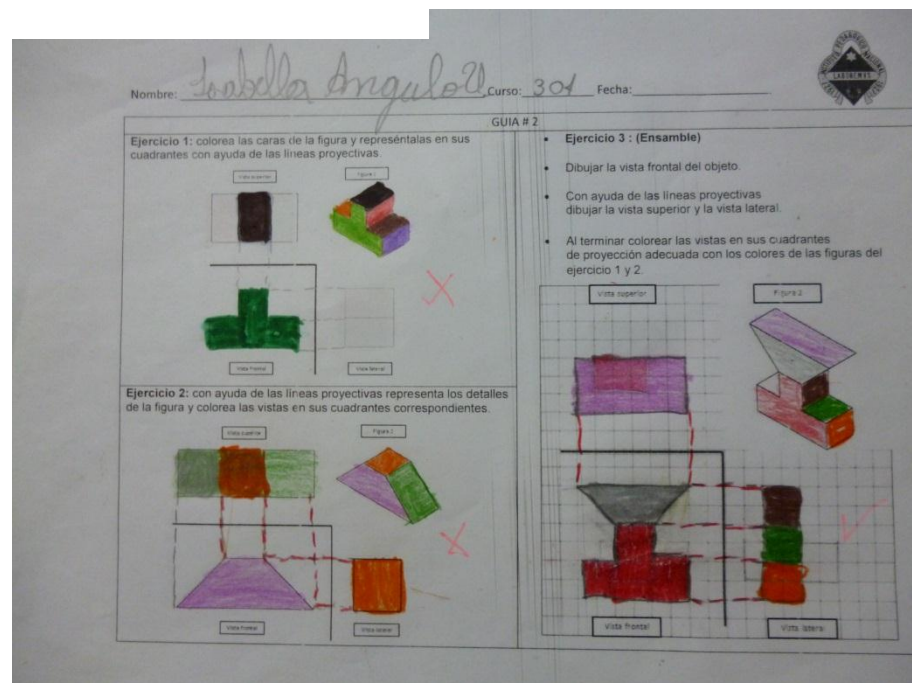 Nombre: Isabella Angulo U Curso: 301 Fecha:
INSTITUTO PEDAGOGICO NACIONAL
LABOREMUS
GUIA # 2
Ejercicio 1: colorea las caras de la figura y represéntalas en sus
cuadrantes con ayuda de las líneas proyectivas.
Vista superior
Figura 1
Vista frontal
Vista lateral
Ejercicio 2: con ayuda de las líneas proyectivas representa los detalles
de la figura y colorea las vistas en sus cuadrantes correspondientes.
Vista superior
Figura 2
Vista frontal
Vista lateral
• Ejercicio 3 : (Ensamble)
• Dibujar la vista frontal del objeto.
• Con ayuda de las líneas proyectivas
dibujar la vista superior y la vista lateral.
• Al terminar colorear las vistas en sus cuadrantes
de proyección adecuada con los colores de las figuras del
ejercicio 1 y 2.
Vista superior
Figura 2
Vista frontal
Vista lateral